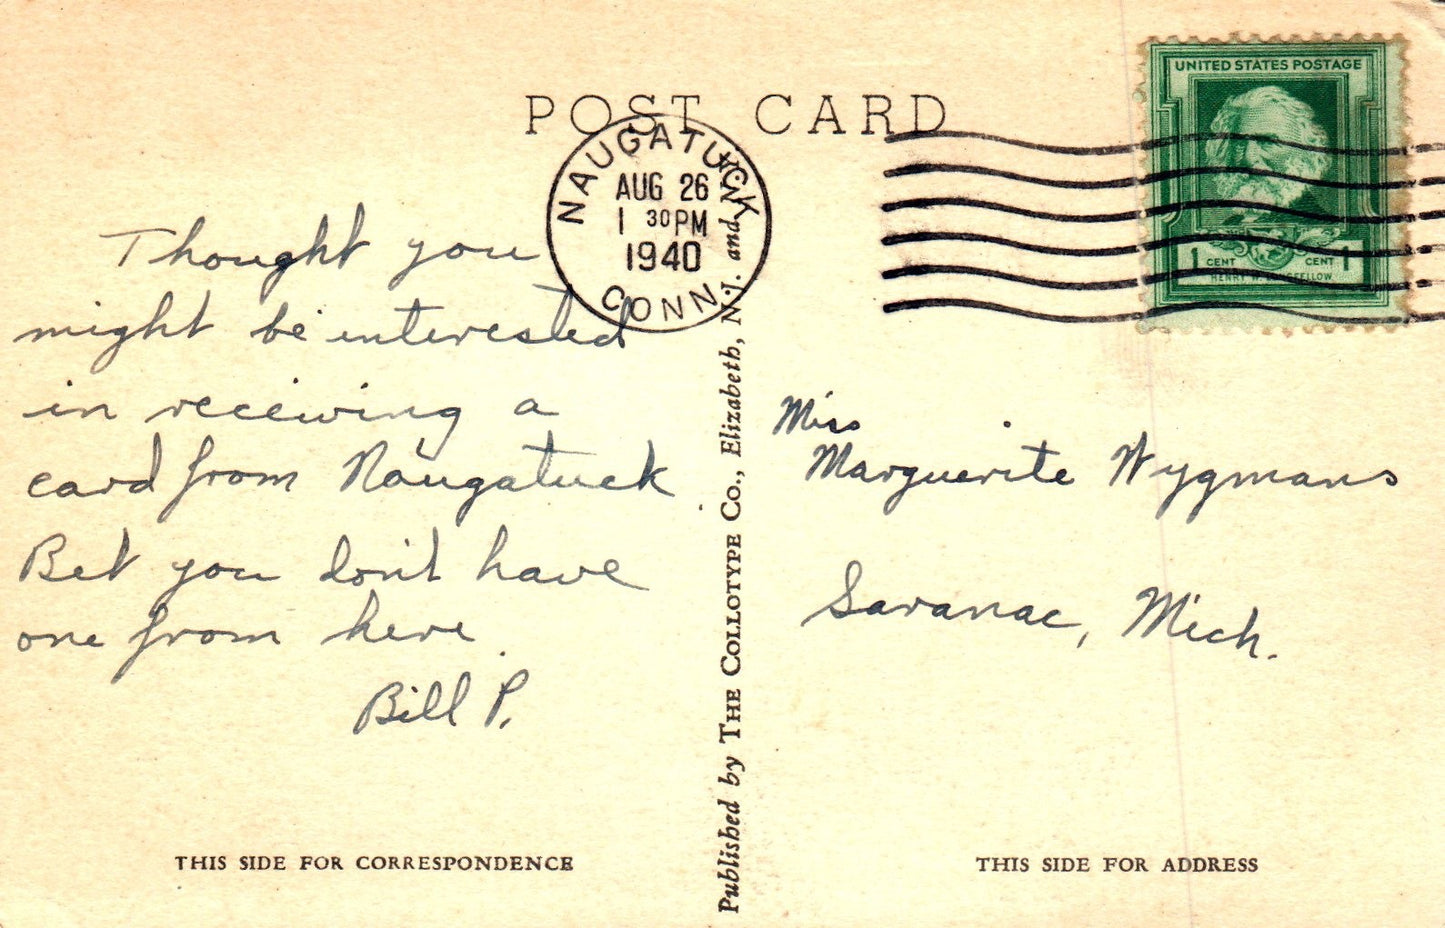 POST CARD
UNITED STATES POSTAGE
1 CENT CENT 1
HENRY W. LONGFELLOW
NAUGATUCK
AUG 26
1 30PM
1940
CONN.
Thought you
might be interested
in receiving a
card from Naugatuck
Bet you don't have
one from here.
Bill P.
Published by THE COLLOTYPE Co., Elizabeth, N.J. and N.Y.
Miss
Marguerite Wygmans
Saranac, Mich.
THIS SIDE FOR CORRESPONDENCE
THIS SIDE FOR ADDRESS